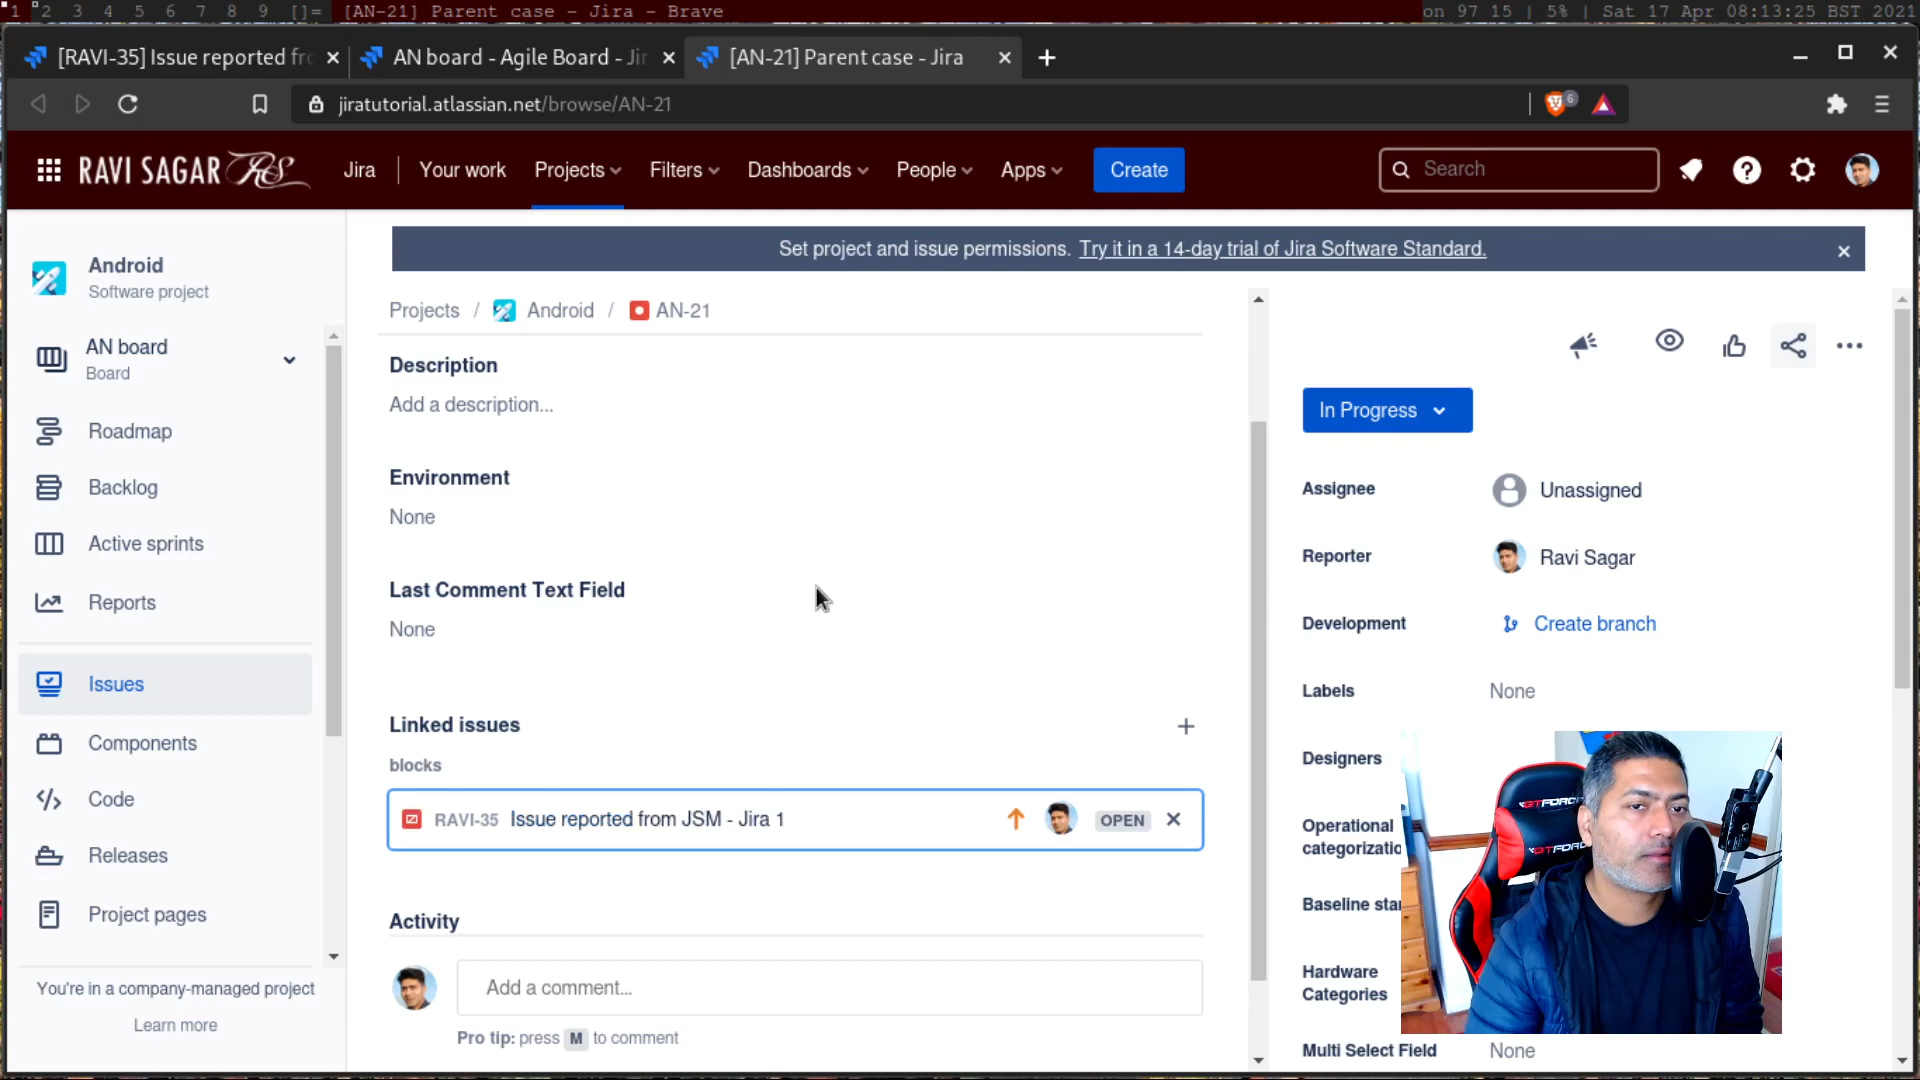 1 2 3 4 5 6 7 8 9 []= [AN-21] Parent case - Jira - Brave
on 97 15 | 5% | Sat 17 Apr 08:13:25 BST 2021
[RAVI-35] Issue reported fro
AN board - Agile Board - Jir
[AN-21] Parent case - Jira
jiratutorial.atlassian.net/browse/AN-21
6
RAVI SAGAR RS
Jira
Your work
Projects
Filters
Dashboards
People
Apps
Create
Search
Set project and issue permissions. Try it in a 14-day trial of Jira Software Standard.
Android
Software project
AN board
Board
Roadmap
Backlog
Active sprints
Reports
Issues
Components
Code
Releases
Project pages
You're in a company-managed project
Learn more
Projects / Android / AN-21
Description
Add a description...
Environment
None
Last Comment Text Field
None
Linked issues
blocks
RAVI-35 Issue reported from JSM - Jira 1 OPEN
Activity
Add a comment...
Pro tip: press M to comment
In Progress
Assignee Unassigned
Reporter Ravi Sagar
Development Create branch
Labels None
Designers
Operational
categorizatio
Baseline star
Hardware
Categories
Multi Select Field None